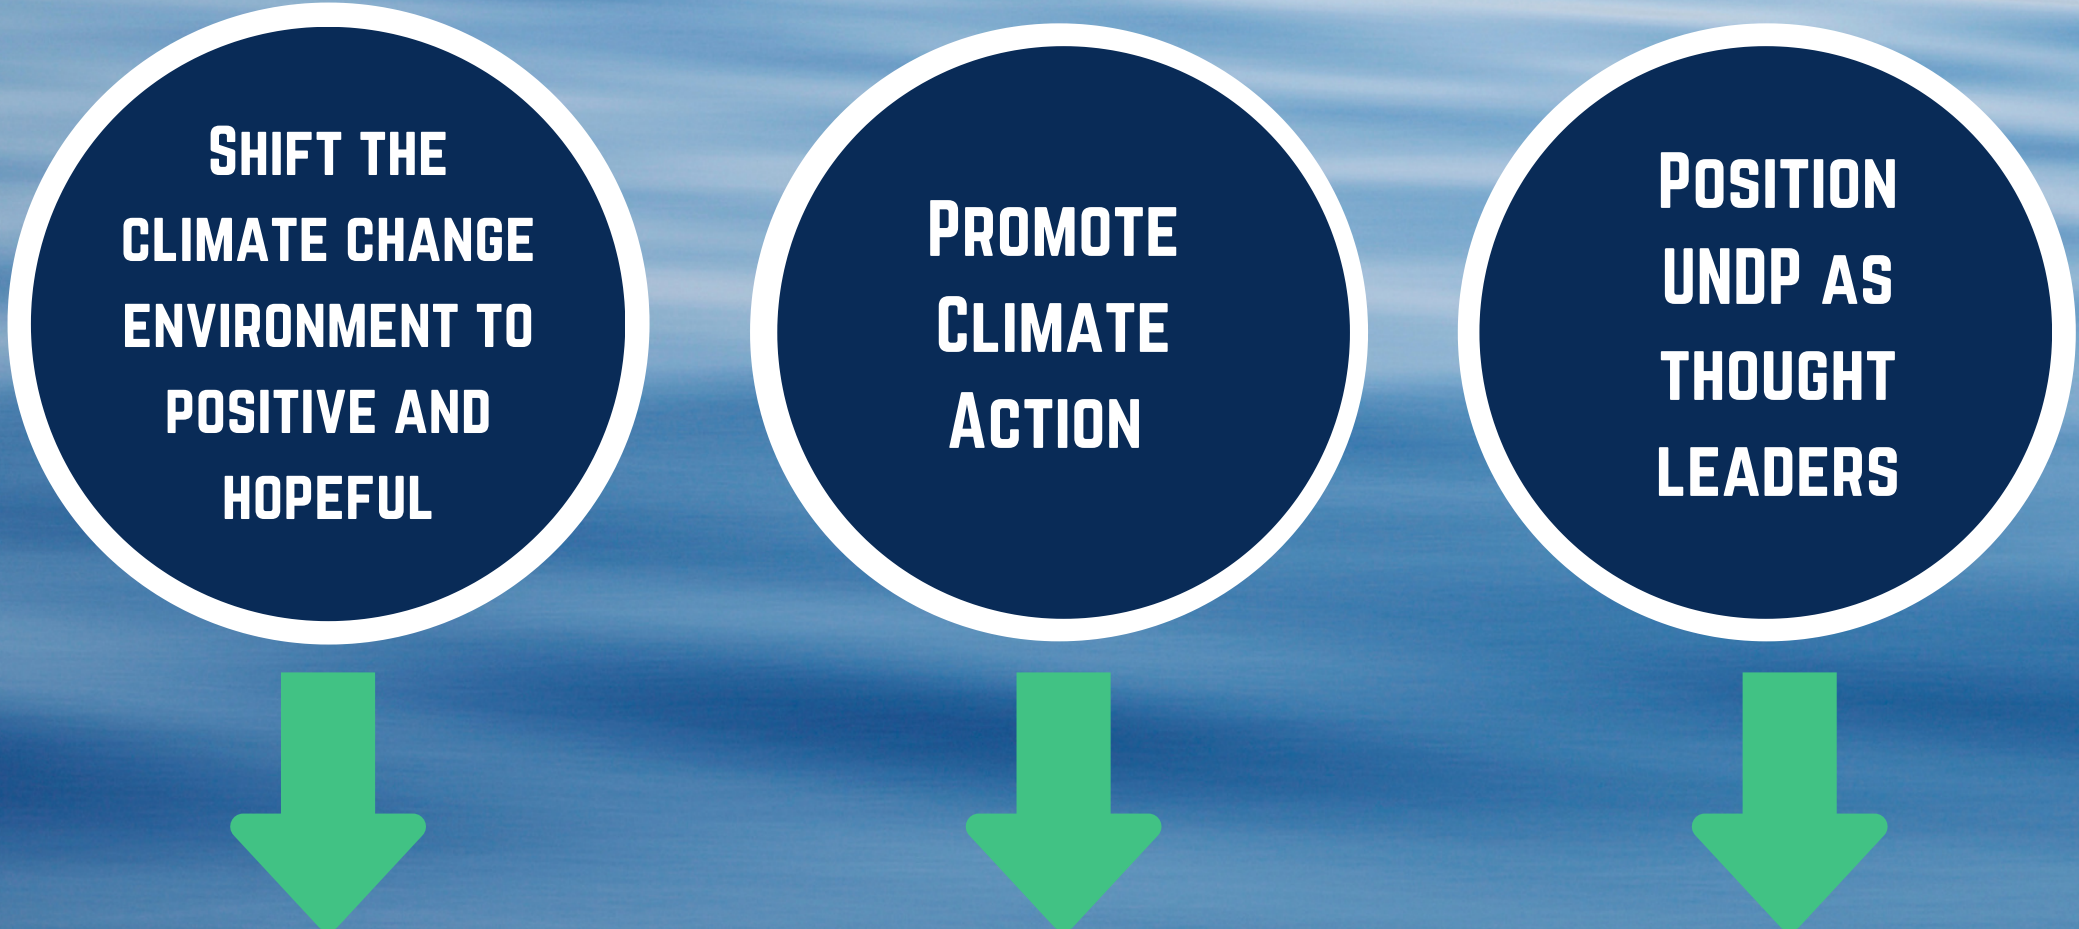 Shift the
climate change
environment to
positive and
hopeful
Promote
Climate
Action
Position
UNDP as
thought
leaders